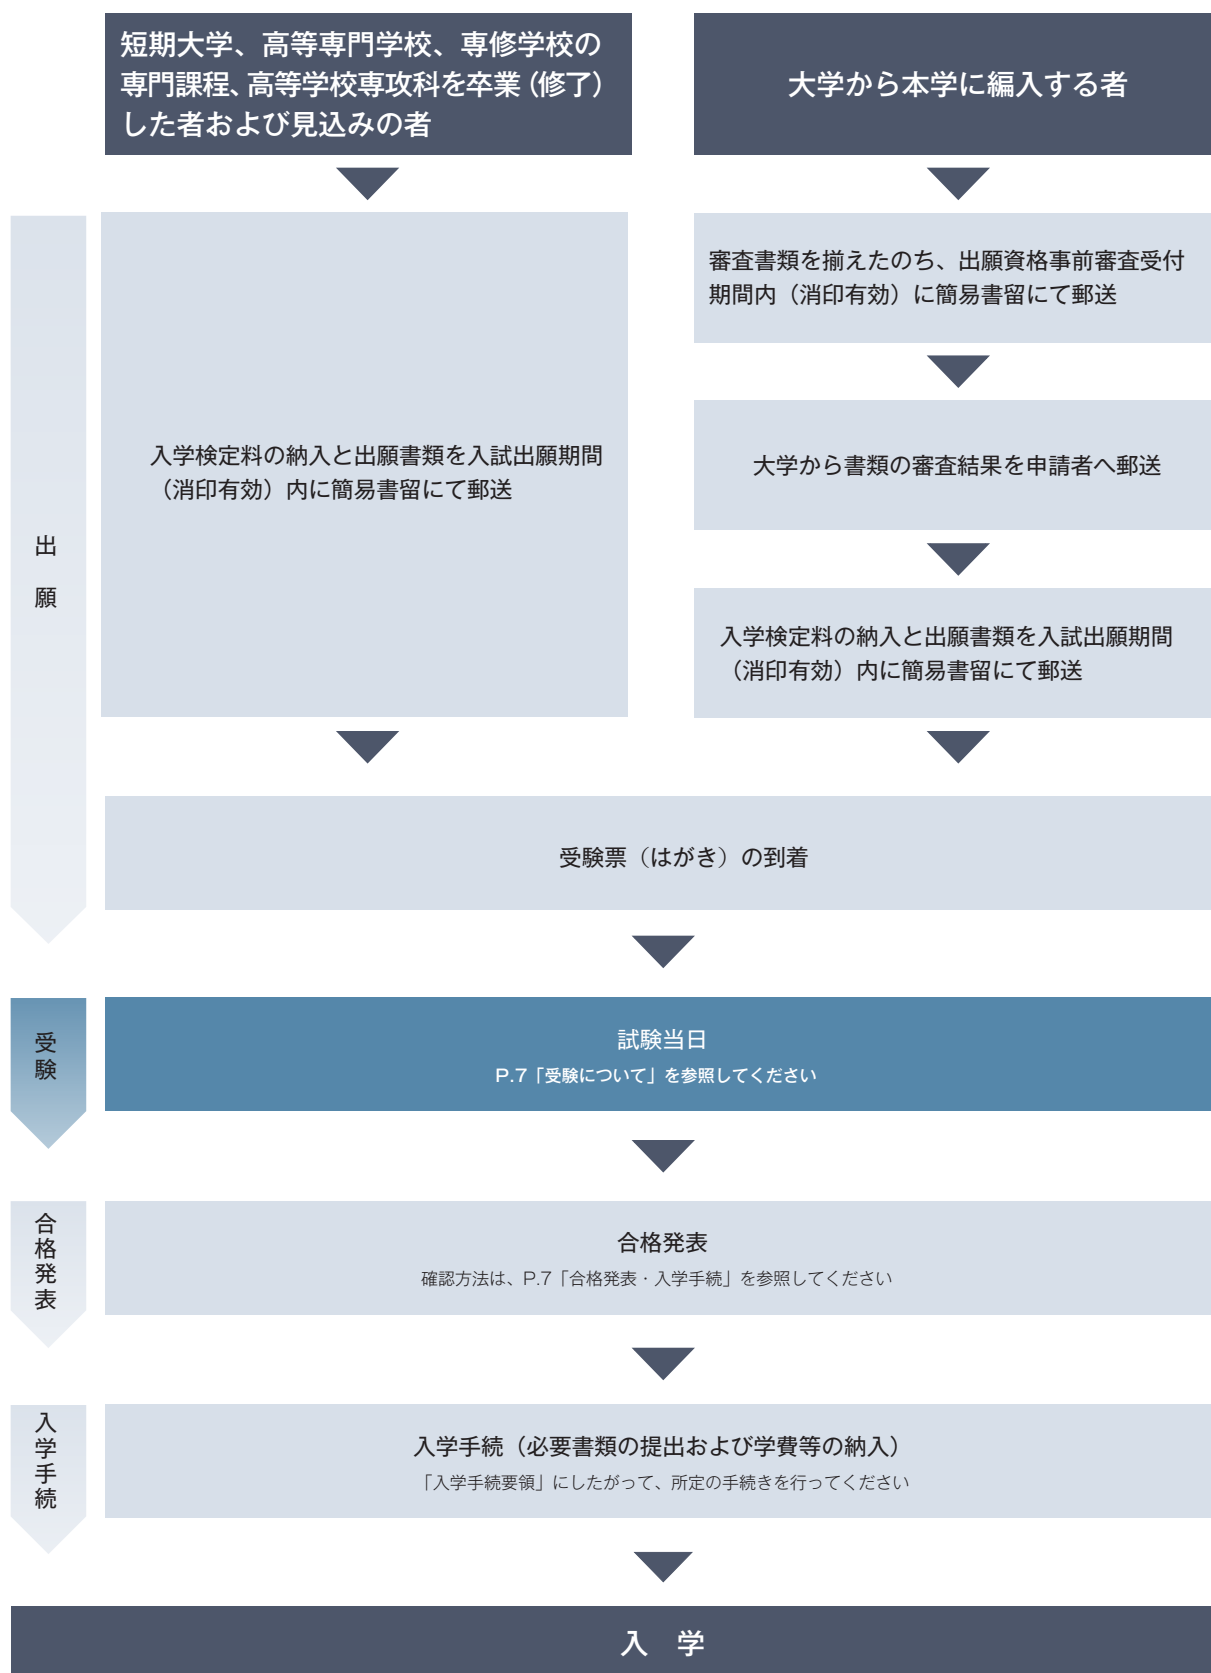 短期大学、高等専門学校、専修学校の
専門課程、高等学校専攻科を卒業（修了）
した者および見込みの者
大学から本学に編入する者
出願
入学検定料の納入と出願書類を入試出願期間
（消印有効）内に簡易書留にて郵送
審査書類を揃えたのち、出願資格事前審査受付
期間内（消印有効）に簡易書留にて郵送
大学から書類の審査結果を申請者へ郵送
入学検定料の納入と出願書類を入試出願期間
（消印有効）内に簡易書留にて郵送
受験票（はがき）の到着
受験
試験当日
P.7「受験について」を参照してください
合格発表
合格発表
確認方法は、P.7「合格発表・入学手続」を参照してください
入学手続
入学手続（必要書類の提出および学費等の納入）
「入学手続要領」にしたがって、所定の手続きを行ってください
入　学